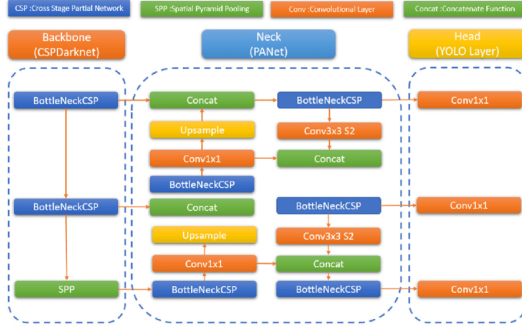 CSP :Cross Stage Partial Network
SPP :Spatial Pyramid Pooling
Conv :Convolutional Layer
Concat :Concatenate Function
Backbone
(CSPDarknet)
Neck
(PANet)
Head
(YOLO Layer)
BottleNeckCSP
Concat
BottleNeckCSP
Conv1x1
Upsample
Conv3x3 S2
Conv1x1
Concat
BottleNeckCSP
BottleNeckCSP
Concat
BottleNeckCSP
Conv1x1
Upsample
Conv3x3 S2
Conv1x1
Concat
SPP
BottleNeckCSP
BottleNeckCSP
Conv1x1